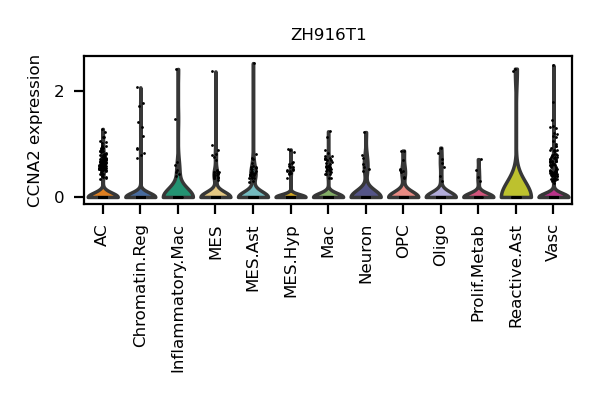 ZH916T1
CCNA2 expression
2
0
AC
Chromatin.Reg
Inflammatory.Mac
MES
MES.Ast
MES.Hyp
Mac
Neuron
OPC
Oligo
Prolif.Metab
Reactive.Ast
Vasc